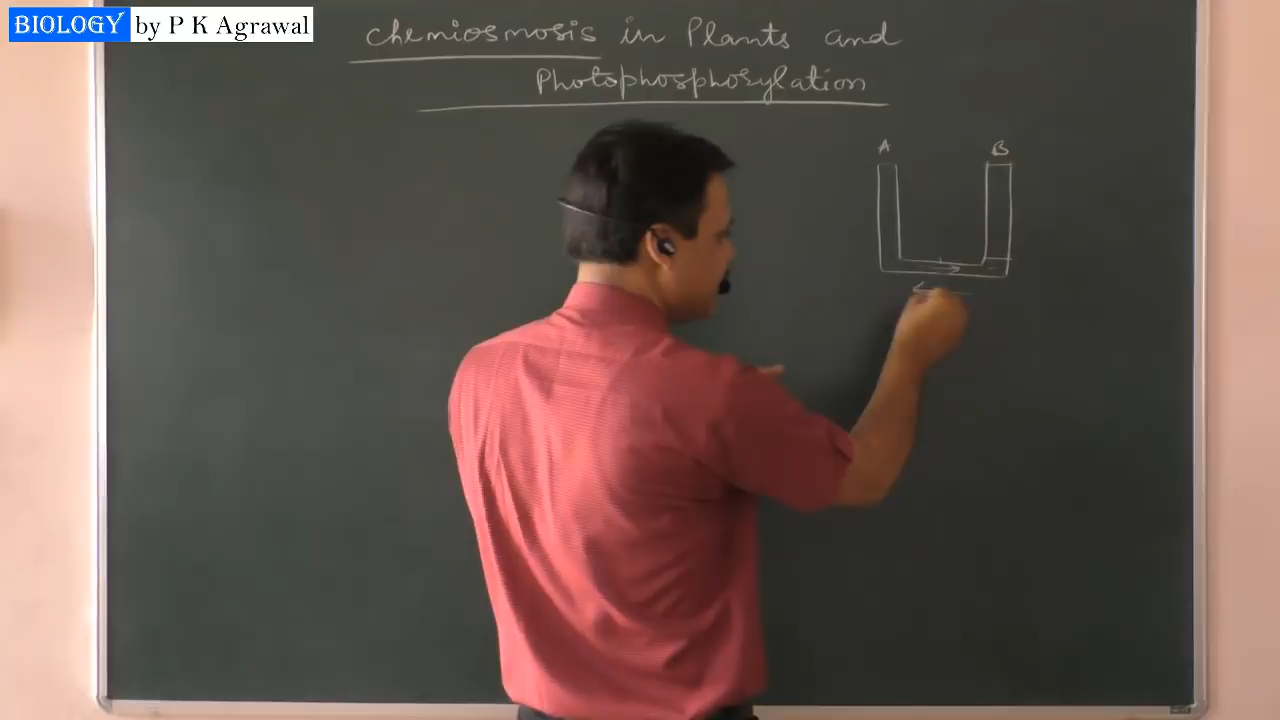 BIOLOGY by P K Agrawal
Chemiosmosis in Plants and
Photophosphorylation
A B